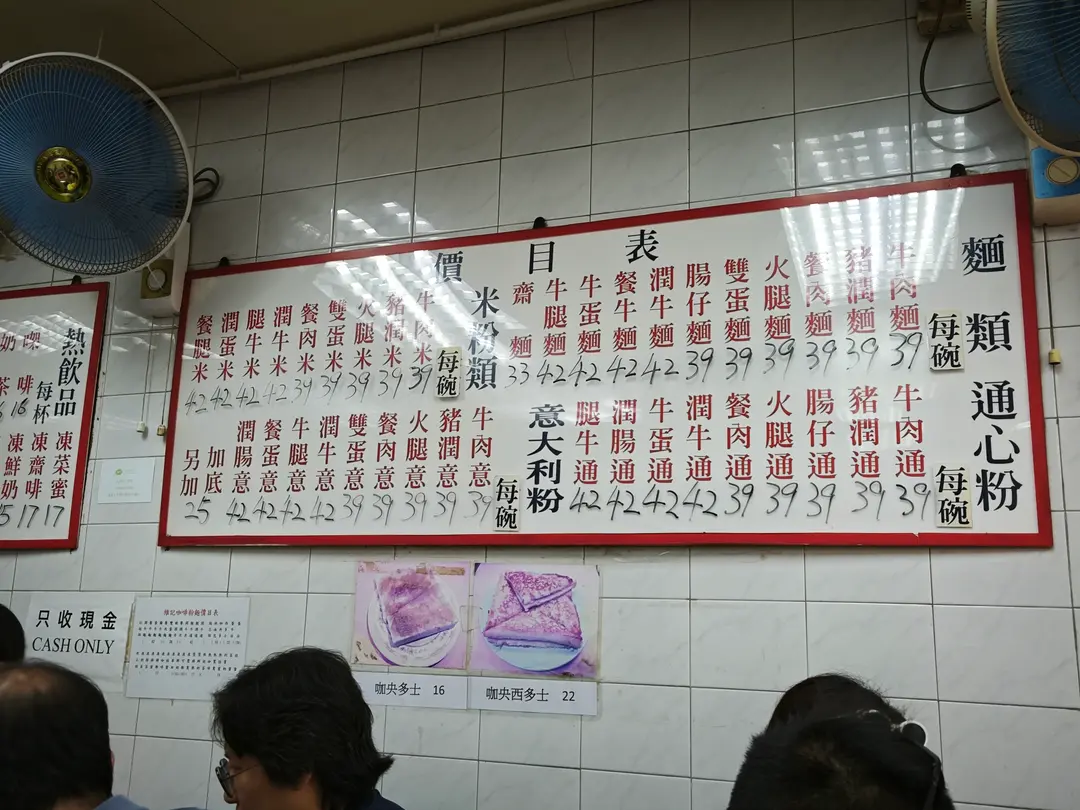 價目表
麵類
每碗
牛肉麵 39
豬潤麵 39
餐肉麵 39
火腿麵 39
雙蛋麵 39
腸仔麵 39
潤牛麵 42
餐牛麵 42
牛蛋麵 42
牛腿麵 42
齋麵 33
通心粉
每碗
牛肉通 39
豬潤通 39
腸仔通 39
火腿通 39
餐肉通 39
潤牛通 42
牛蛋通 42
潤腸通 42
腿牛通 42
米粉類
每碗
牛肉米 39
豬潤米 39
火腿米 39
雙蛋米 39
餐肉米 39
潤牛米 42
腿牛米 42
潤蛋米 42
餐腿米 42
意大利粉
每碗
牛肉意 39
豬潤意 39
火腿意 39
餐肉意 39
雙蛋意 39
潤牛意 42
牛腿意 42
餐蛋意 42
潤腸意 42
加底
另加 25
熱飲品
每杯
凍菜蜜 17
凍齋啡 17
凍鮮奶
只收現金
CASH ONLY
維記咖啡粉麵價目表
咖央多士 16
咖央西多士 22